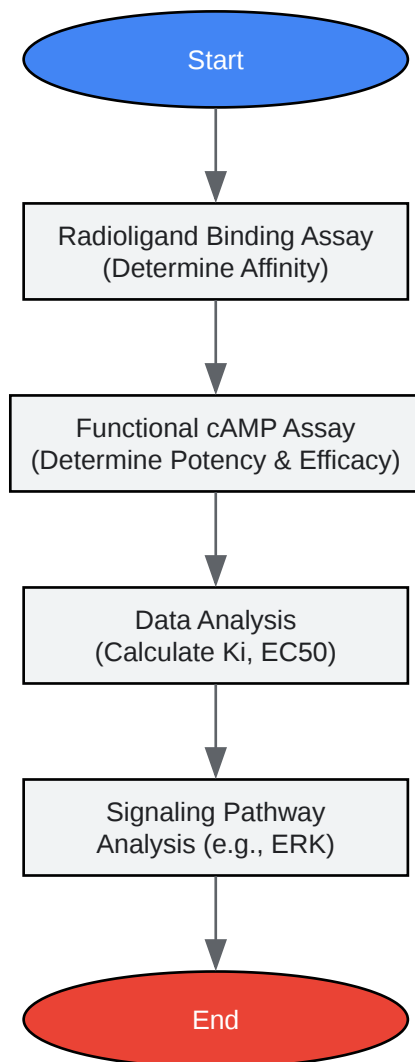 Start
Radioligand Binding Assay
(Determine Affinity)
Functional cAMP Assay
(Determine Potency & Efficacy)
Data Analysis
(Calculate Ki, EC50)
Signaling Pathway
Analysis (e.g., ERK)
End